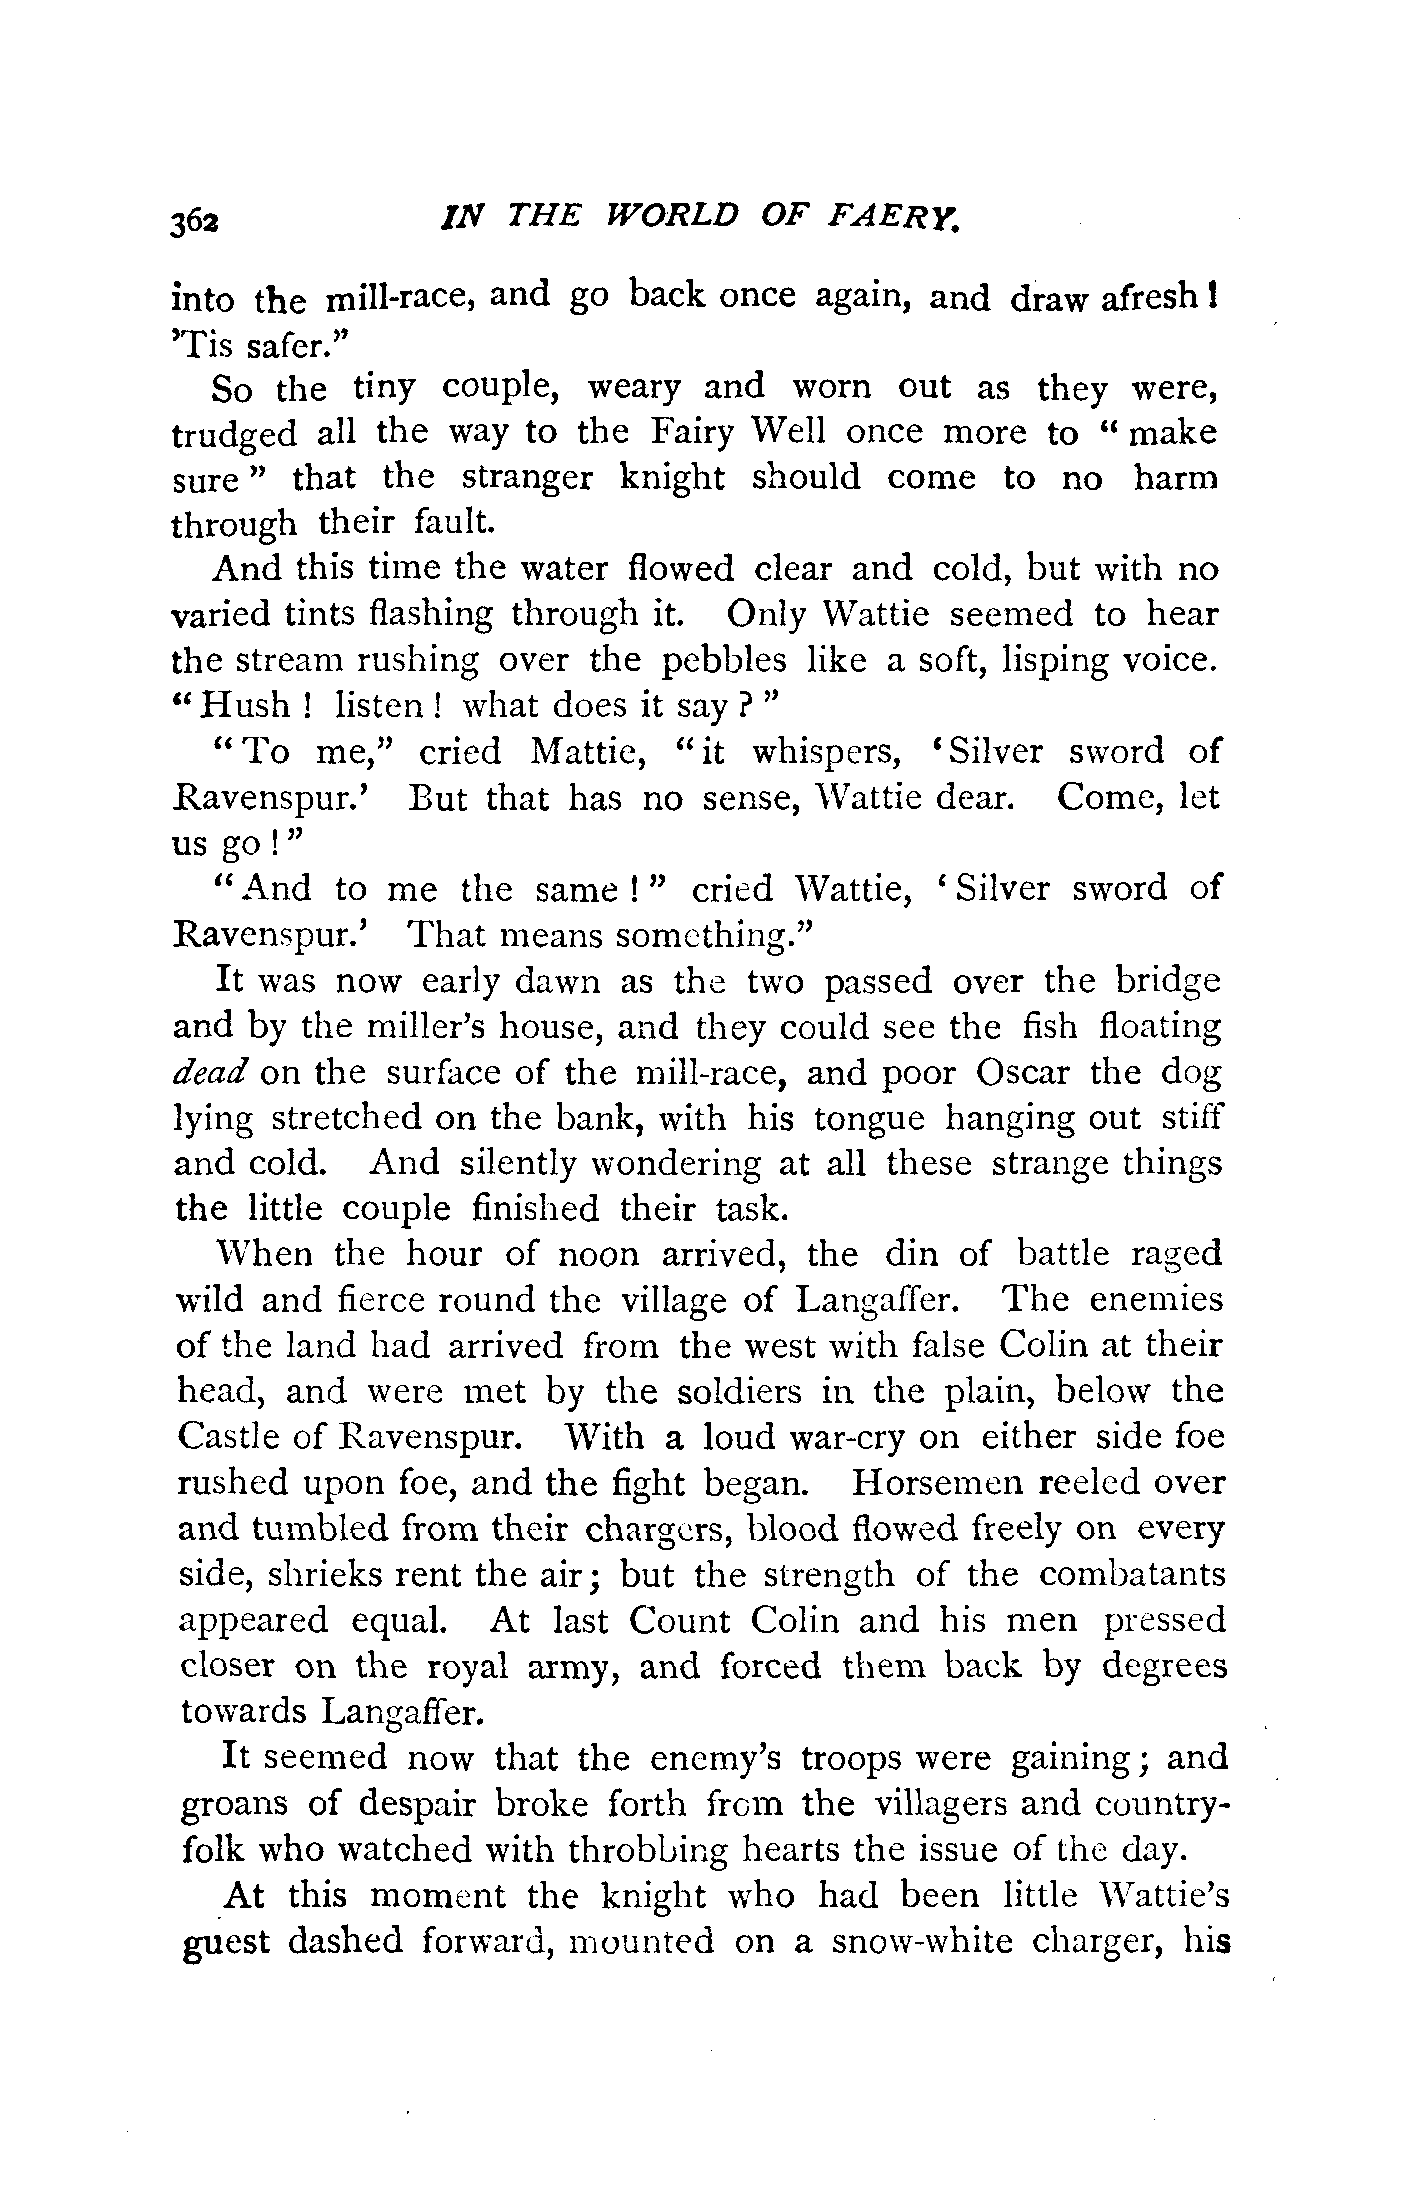 362 IN THE WORLD OF FAERY.
into the mill-race, and go back once again, and draw afresh!
’Tis safer.”
So the tiny couple, weary and worn out as they were,
trudged all the way to the Fairy Well once more to “make
sure” that the stranger knight should come to no harm
through their fault.
And this time the water flowed clear and cold, but with no
varied tints flashing through it. Only Wattie seemed to hear
the stream rushing over the pebbles like a soft, lisping voice.
“Hush! listen! what does it say?”
“To me,” cried Mattie, “it whispers, ‘Silver sword of
Ravenspur.’ But that has no sense, Wattie dear. Come, let
us go!”
“And to me the same!” cried Wattie, ‘Silver sword of
Ravenspur.’ That means something.”
It was now early dawn as the two passed over the bridge
and by the miller’s house, and they could see the fish floating
dead on the surface of the mill-race, and poor Oscar the dog
lying stretched on the bank, with his tongue hanging out stiff
and cold. And silently wondering at all these strange things
the little couple finished their task.
When the hour of noon arrived, the din of battle raged
wild and fierce round the village of Langaffer. The enemies
of the land had arrived from the west with false Colin at their
head, and were met by the soldiers in the plain, below the
Castle of Ravenspur. With a loud war-cry on either side foe
rushed upon foe, and the fight began. Horsemen reeled over
and tumbled from their chargers, blood flowed freely on every
side, shrieks rent the air; but the strength of the combatants
appeared equal. At last Count Colin and his men pressed
closer on the royal army, and forced them back by degrees
towards Langaffer.
It seemed now that the enemy’s troops were gaining; and
groans of despair broke forth from the villagers and country-
folk who watched with throbbing hearts the issue of the day.
At this moment the knight who had been little Wattie’s
guest dashed forward, mounted on a snow-white charger, his